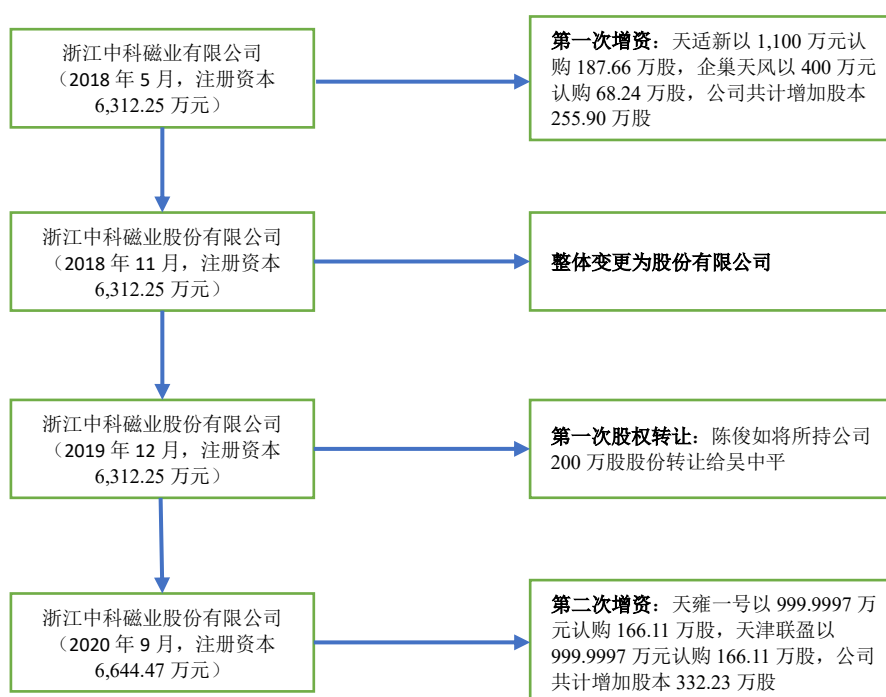 浙江中科磁业有限公司
（2018 年 5 月，注册资本
6,312.25 万元）
第一次增资：天适新以 1,100 万元认
购 187.66 万股，企巢天风以 400 万元
认购 68.24 万股，公司共计增加股本
255.90 万股
浙江中科磁业股份有限公司
（2018 年 11 月，注册资本
6,312.25 万元）
整体变更为股份有限公司
浙江中科磁业股份有限公司
（2019 年 12 月，注册资本
6,312.25 万元）
第一次股权转让：陈俊如将所持公司
200 万股股份转让给吴中平
浙江中科磁业股份有限公司
（2020 年 9 月，注册资本
6,644.47 万元）
第二次增资：天雍一号以 999.9997 万
元认购 166.11 万股，天津联盈以
999.9997 万元认购 166.11 万股，公司
共计增加股本 332.23 万股